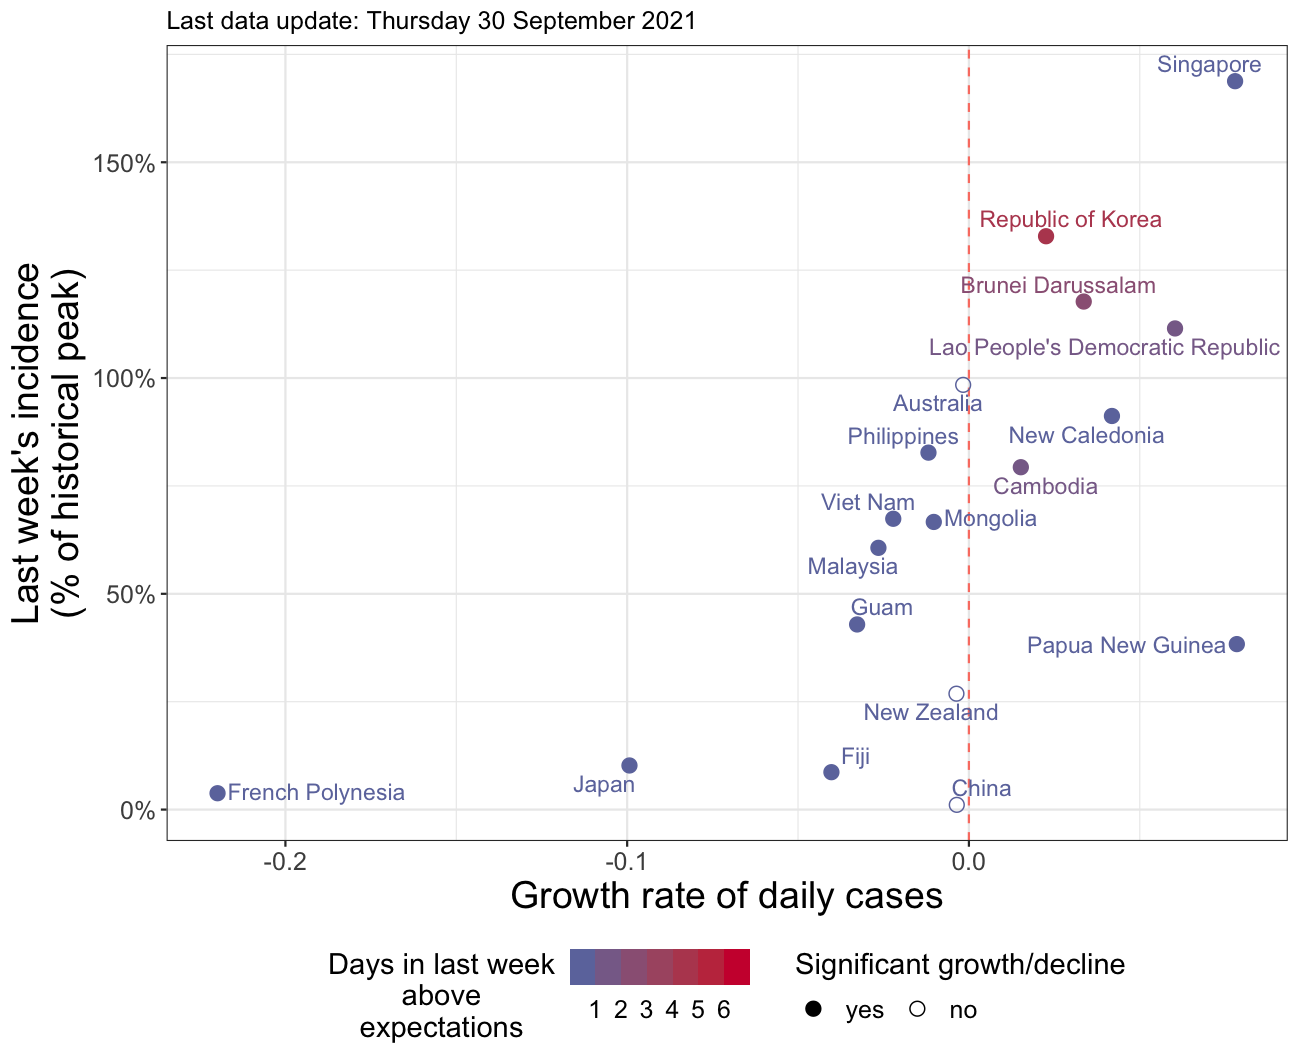 Last data update: Thursday 30 September 2021
Last week's incidence
(% of historical peak)
150%
100%
50%
0%
Singapore
Republic of Korea
Brunei Darussalam
Lao People's Democratic Republic
Australia
Philippines
New Caledonia
Cambodia
Viet Nam
Mongolia
Malaysia
Guam
Papua New Guinea
New Zealand
Fiji
Japan
China
French Polynesia
-0.2 -0.1 0.0
Growth rate of daily cases
Days in last week
above
expectations
1 2 3 4 5 6
Significant growth/decline
yes no